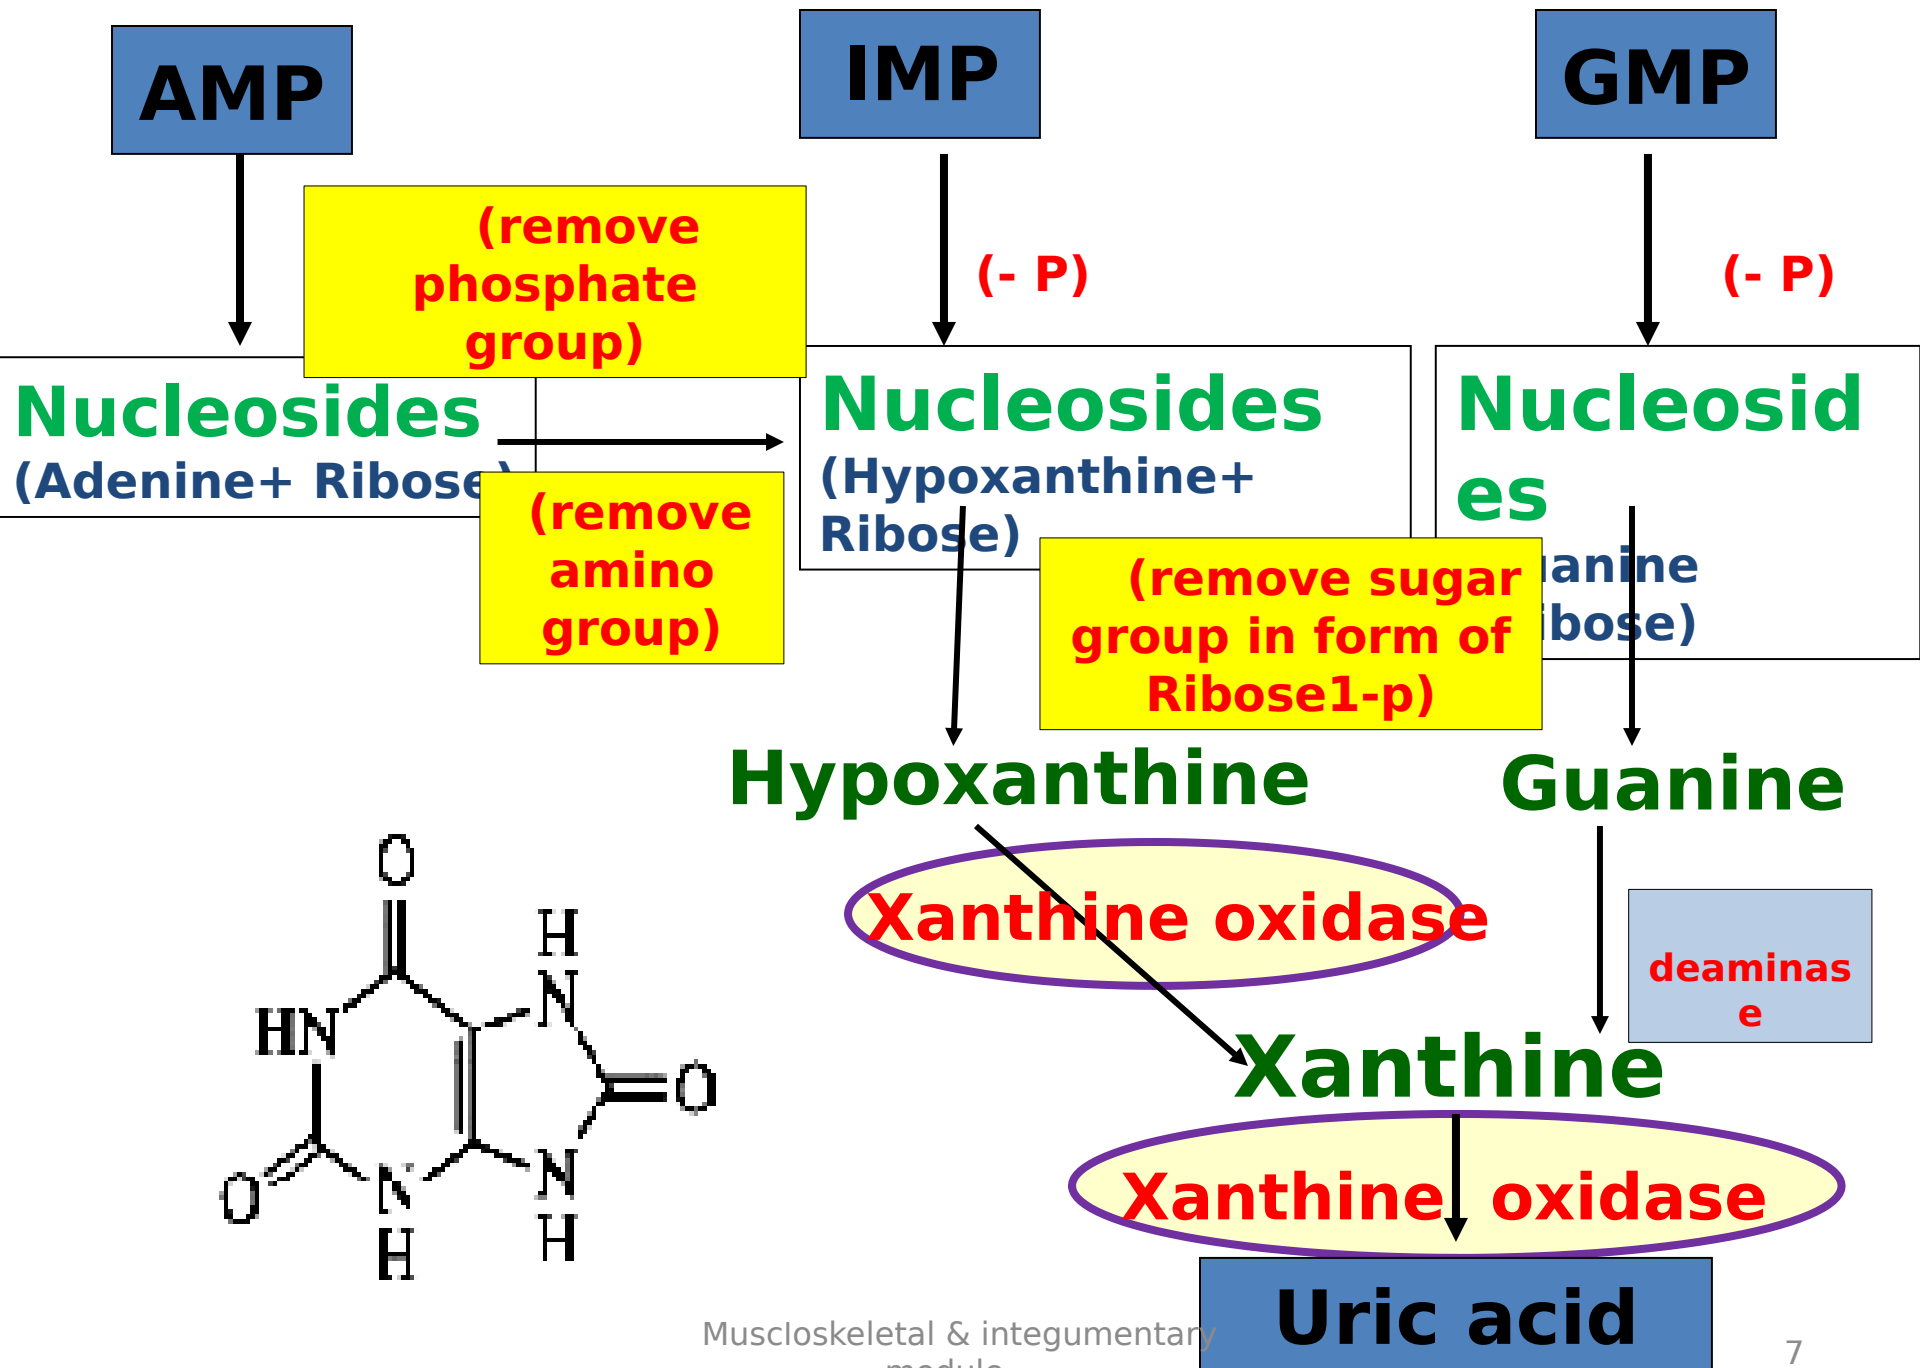 AMP
IMP
GMP
(remove
phosphate
group)
(- P)
(- P)
Nucleosides
(Adenine+ Ribose)
Nucleosides
(Hypoxanthine+
Ribose)
Nucleosid
es
(remove
amino
group)
(remove sugar
group in form of
Ribose1-p)
Hypoxanthine
Guanine
Xanthine oxidase
deaminas
e
Xanthine
Xanthine oxidase
Uric acid
O
H
N
HN
O
O
N
H
N
H
Muscloskeletal & integumentary
module
7